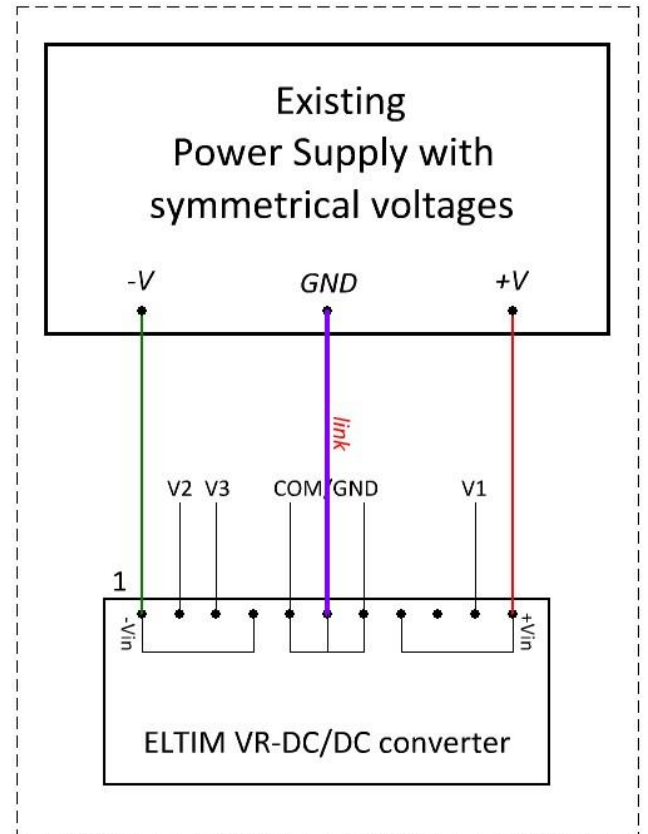 Existing
Power Supply with
symmetrical voltages
-V GND +V
link
V2 V3 COM/GND V1
1
-Vin +Vin
ELTIM VR-DC/DC converter